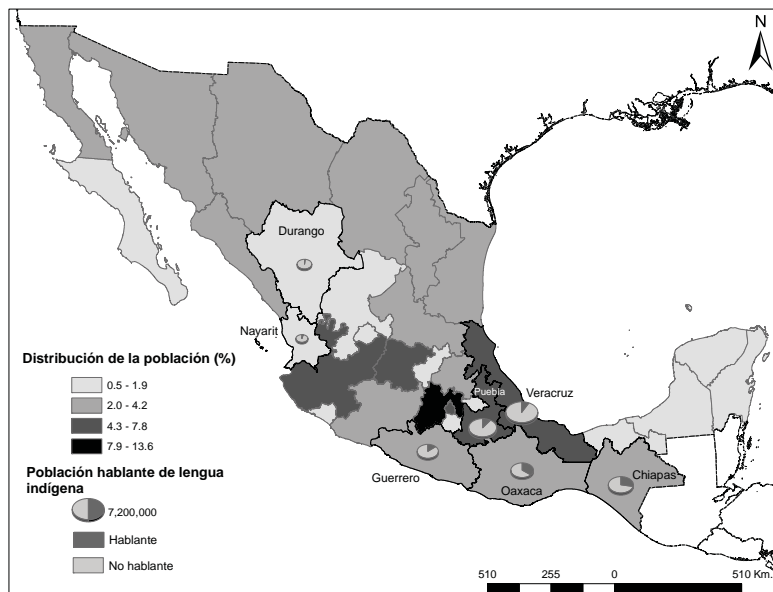 N
Durango
Nayarit
Distribución de la población (%)
0.5 - 1.9
2.0 - 4.2
4.3 - 7.8
7.9 - 13.6
Puebla
Veracruz
Población hablante de lengua
indígena
7,200,000
Hablante
No hablante
Guerrero
Oaxaca
Chiapas
510 255 0 510 Km.